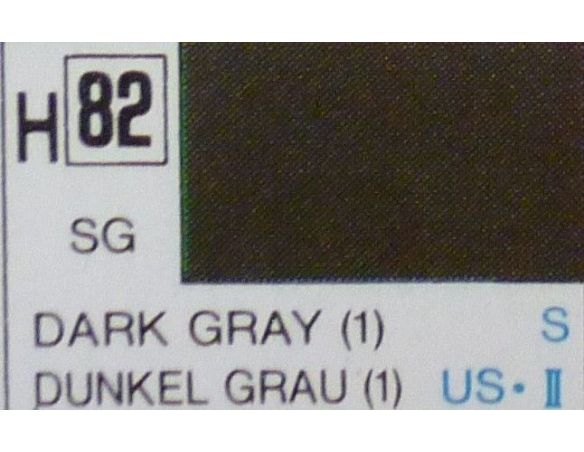 H 82
SG
DARK GRAY (1) S
DUNKEL GRAU (1) US・Ⅱ